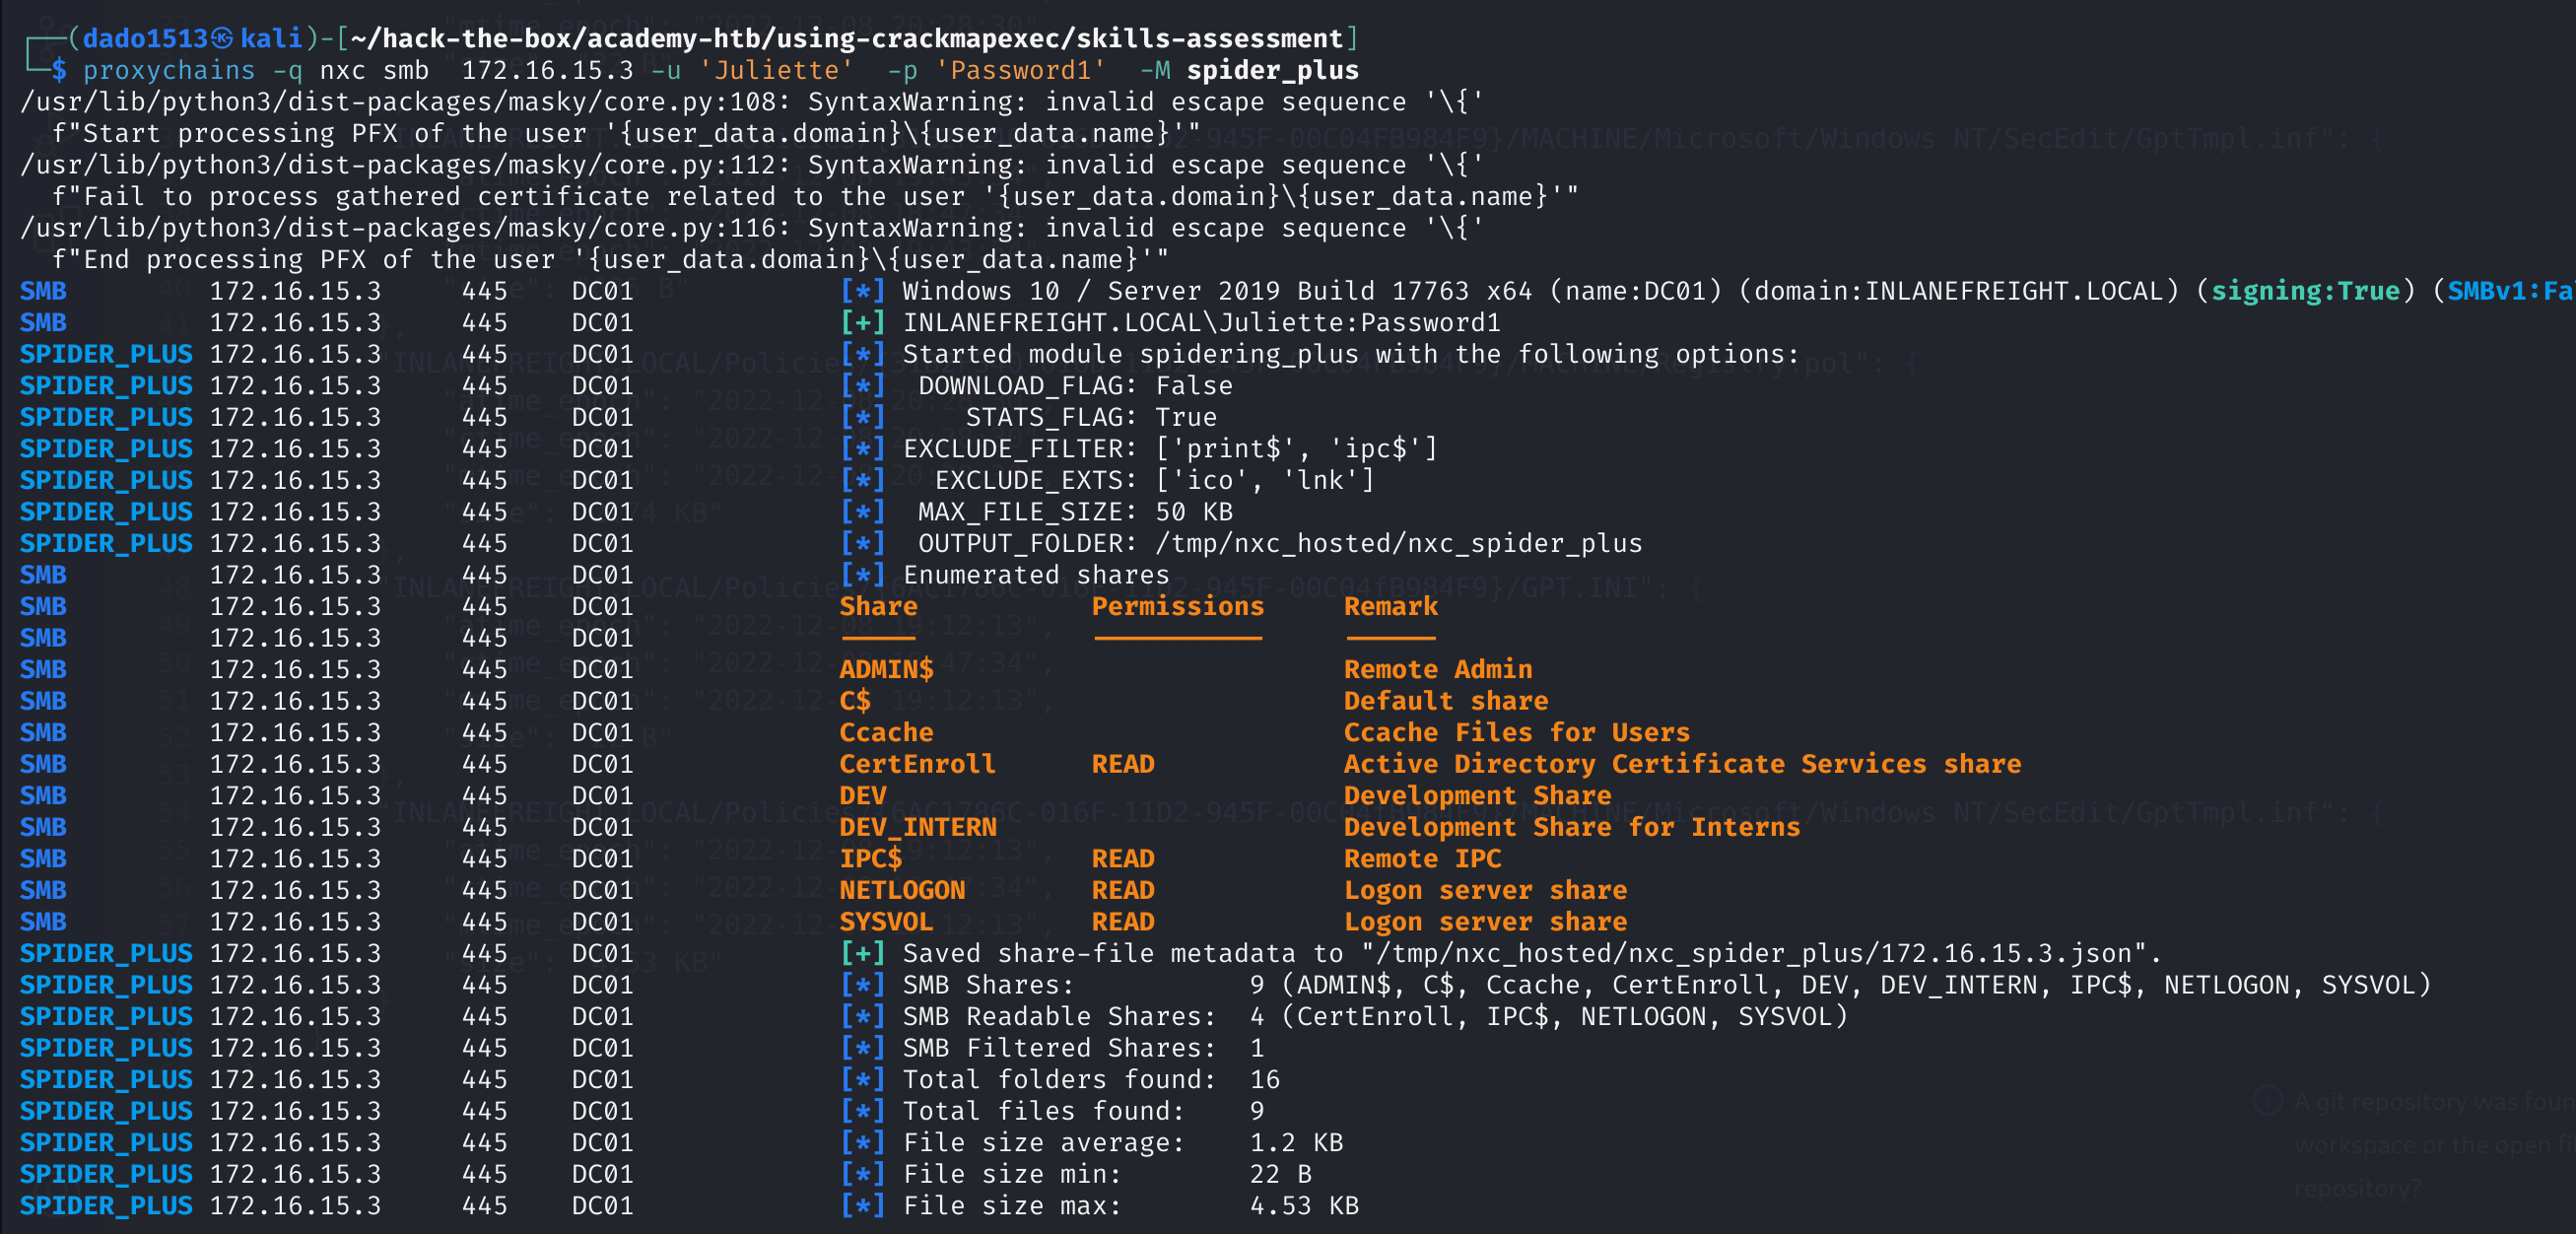 ┌──(dado1513㉿kali)-[~/hack-the-box/academy-htb/using-crackmapexec/skills-assessment]
└─$ proxychains -q nxc smb  172.16.15.3 -u 'Juliette'  -p 'Password1'  -M spider_plus
/usr/lib/python3/dist-packages/masky/core.py:108: SyntaxWarning: invalid escape sequence '\{'
  f"Start processing PFX of the user '{user_data.domain}\{user_data.name}'"
/usr/lib/python3/dist-packages/masky/core.py:112: SyntaxWarning: invalid escape sequence '\{'
  f"Fail to process gathered certificate related to the user '{user_data.domain}\{user_data.name}'"
/usr/lib/python3/dist-packages/masky/core.py:116: SyntaxWarning: invalid escape sequence '\{'
  f"End processing PFX of the user '{user_data.domain}\{user_data.name}'"
SMB         172.16.15.3     445    DC01             [*] Windows 10 / Server 2019 Build 17763 x64 (name:DC01) (domain:INLANEFREIGHT.LOCAL) (signing:True) (SMBv1:Fa
SMB         172.16.15.3     445    DC01             [+] INLANEFREIGHT.LOCAL\Juliette:Password1
SPIDER_PLUS 172.16.15.3     445    DC01             [*] Started module spidering_plus with the following options:
SPIDER_PLUS 172.16.15.3     445    DC01             [*]  DOWNLOAD_FLAG: False
SPIDER_PLUS 172.16.15.3     445    DC01             [*]     STATS_FLAG: True
SPIDER_PLUS 172.16.15.3     445    DC01             [*] EXCLUDE_FILTER: ['print$', 'ipc$']
SPIDER_PLUS 172.16.15.3     445    DC01             [*]   EXCLUDE_EXTS: ['ico', 'lnk']
SPIDER_PLUS 172.16.15.3     445    DC01             [*]  MAX_FILE_SIZE: 50 KB
SPIDER_PLUS 172.16.15.3     445    DC01             [*]  OUTPUT_FOLDER: /tmp/nxc_hosted/nxc_spider_plus
SMB         172.16.15.3     445    DC01             [*] Enumerated shares
SMB         172.16.15.3     445    DC01             Share           Permissions     Remark
SMB         172.16.15.3     445    DC01             -----           -----------     ------
SMB         172.16.15.3     445    DC01             ADMIN$                          Remote Admin
SMB         172.16.15.3     445    DC01             C$                              Default share
SMB         172.16.15.3     445    DC01             Ccache                          Ccache Files for Users
SMB         172.16.15.3     445    DC01             CertEnroll      READ            Active Directory Certificate Services share
SMB         172.16.15.3     445    DC01             DEV                             Development Share
SMB         172.16.15.3     445    DC01             DEV_INTERN                      Development Share for Interns
SMB         172.16.15.3     445    DC01             IPC$            READ            Remote IPC
SMB         172.16.15.3     445    DC01             NETLOGON        READ            Logon server share
SMB         172.16.15.3     445    DC01             SYSVOL          READ            Logon server share
SPIDER_PLUS 172.16.15.3     445    DC01             [+] Saved share-file metadata to "/tmp/nxc_hosted/nxc_spider_plus/172.16.15.3.json".
SPIDER_PLUS 172.16.15.3     445    DC01             [*] SMB Shares:           9 (ADMIN$, C$, Ccache, CertEnroll, DEV, DEV_INTERN, IPC$, NETLOGON, SYSVOL)
SPIDER_PLUS 172.16.15.3     445    DC01             [*] SMB Readable Shares:  4 (CertEnroll, IPC$, NETLOGON, SYSVOL)
SPIDER_PLUS 172.16.15.3     445    DC01             [*] SMB Filtered Shares:  1
SPIDER_PLUS 172.16.15.3     445    DC01             [*] Total folders found:  16
SPIDER_PLUS 172.16.15.3     445    DC01             [*] Total files found:    9
SPIDER_PLUS 172.16.15.3     445    DC01             [*] File size average:    1.2 KB
SPIDER_PLUS 172.16.15.3     445    DC01             [*] File size min:        22 B
SPIDER_PLUS 172.16.15.3     445    DC01             [*] File size max:        4.53 KB